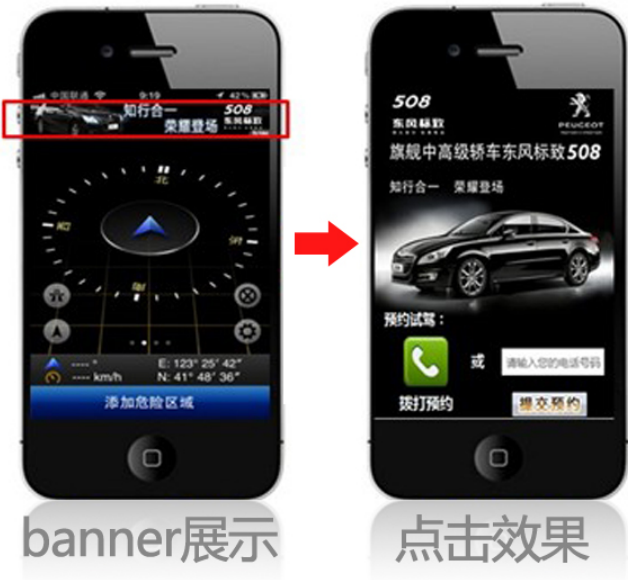 中国联通
9:19
42%
知行合一
508
荣耀登场
东风标致
北
---- °
E: 123° 25' 42"
---- km/h
N: 41° 48' 36"
添加危险区域
banner展示
508
东风标致
PEUGEOT
旗舰中高级轿车东风标致508
知行合一 荣耀登场
预约试驾：
或
请输入您的电话号码
拨打预约
提交预约
点击效果